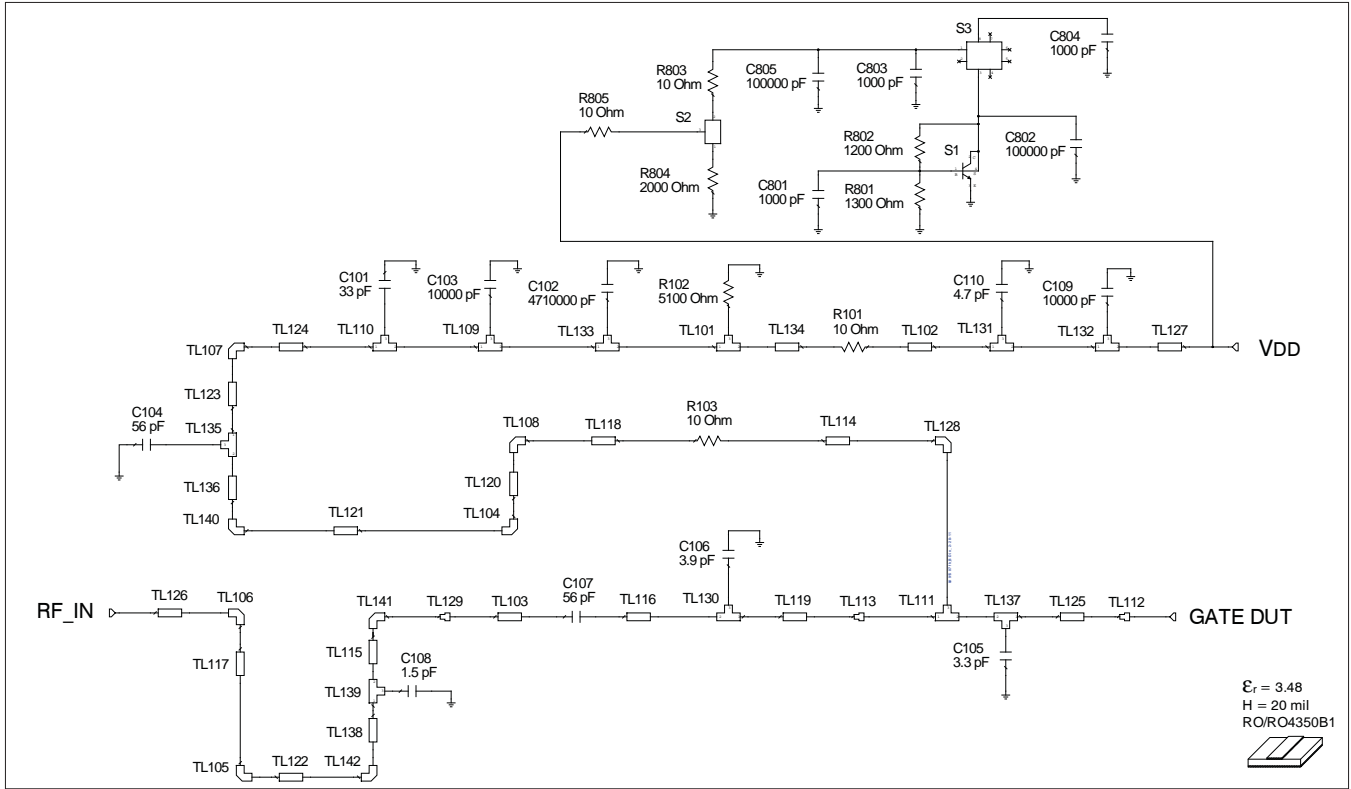 S3
C804
1000 pF
R803
10 Ohm
C805
100000 pF
C803
1000 pF
R805
10 Ohm
S2
R802
1200 Ohm
S1
C802
100000 pF
R804
2000 Ohm
C801
1000 pF
R801
1300 Ohm
C101
33 pF
C103
10000 pF
C102
4710000 pF
R102
5100 Ohm
C110
4.7 pF
C109
10000 pF
TL124
TL110
TL109
TL133
TL101
TL134
R101
10 Ohm
TL102
TL131
TL132
TL127
VDD
TL107
TL123
C104
56 pF
TL135
TL108
TL118
R103
10 Ohm
TL114
TL128
TL136
TL120
TL140
TL121
TL104
C106
3.9 pF
RF_IN
TL126
TL106
TL141
TL129
TL103
C107
56 pF
TL116
TL130
TL119
TL113
TL111
TL137
TL125
TL112
GATE DUT
TL117
TL115
C108
1.5 pF
C105
3.3 pF
TL139
TL138
TL105
TL122
TL142
Ɛr = 3.48
H = 20 mil
RO/RO4350B1